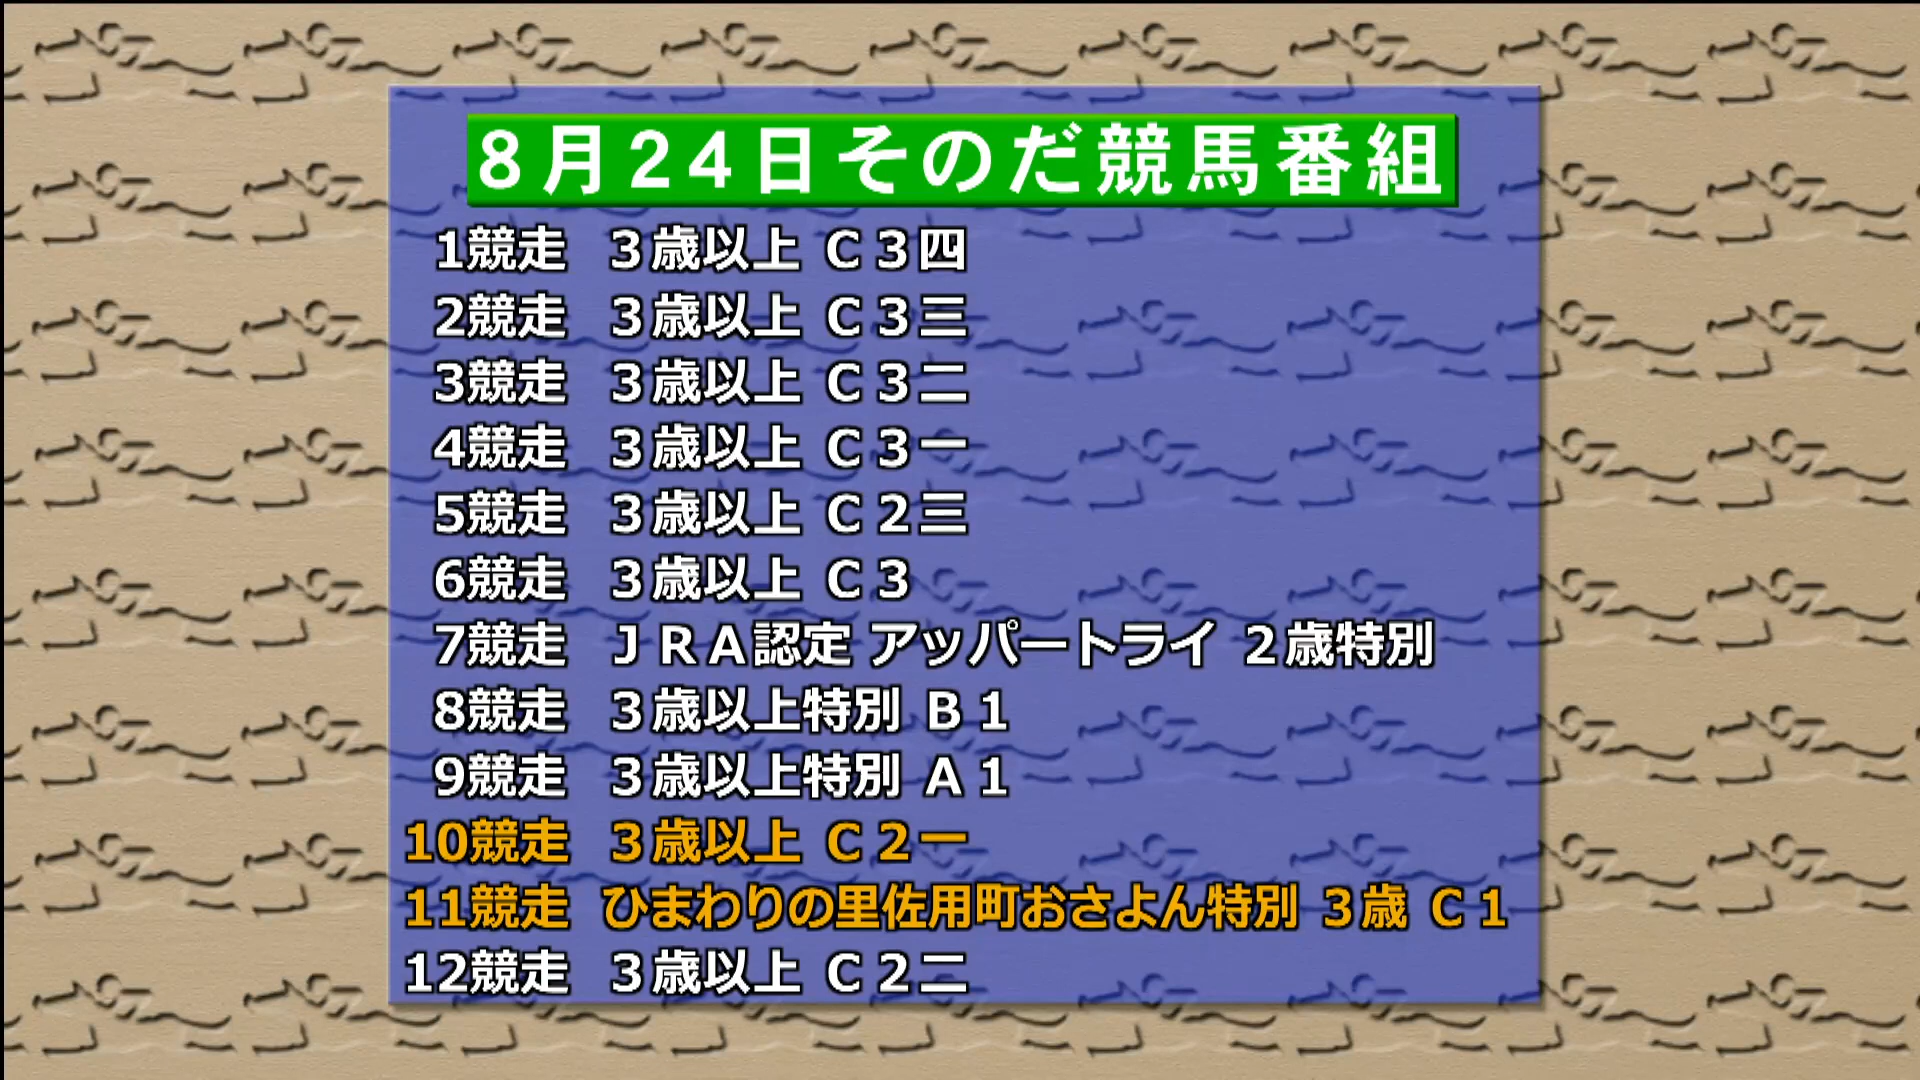 ８月２４日そのだ競馬番組
1競走 ３歳以上 Ｃ３四
2競走 ３歳以上 Ｃ３三
3競走 ３歳以上 Ｃ３二
4競走 ３歳以上 Ｃ３一
5競走 ３歳以上 Ｃ２三
6競走 ３歳以上 Ｃ３
7競走 ＪＲＡ認定 アッパートライ ２歳特別
8競走 ３歳以上特別 Ｂ１
9競走 ３歳以上特別 Ａ１
10競走 ３歳以上 Ｃ２一
11競走 ひまわりの里佐用町おさよん特別 ３歳 Ｃ１
12競走 ３歳以上 Ｃ２二